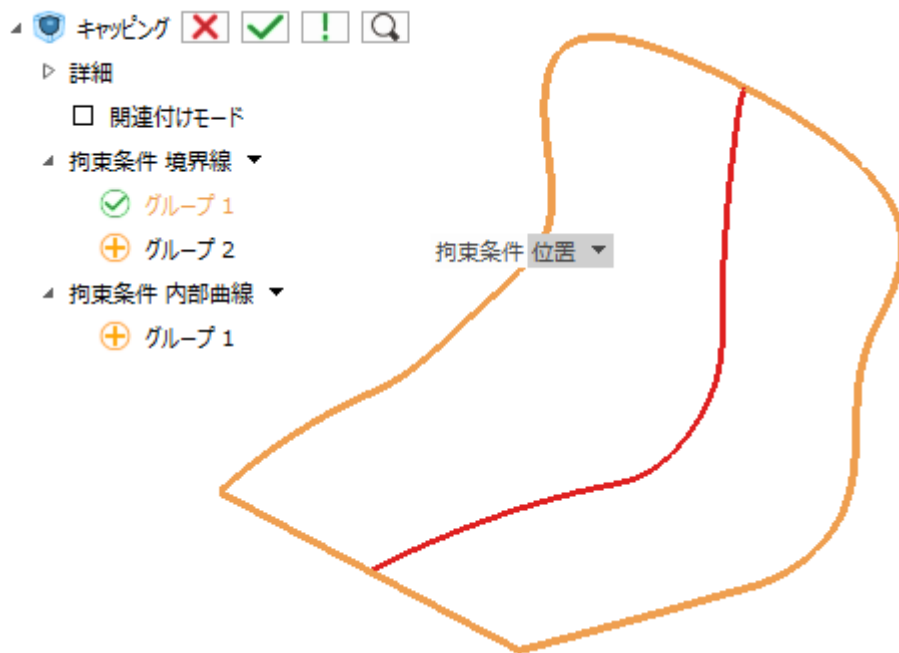 キャッピング
詳細
関連付けモード
拘束条件 境界線
グループ 1
グループ 2
拘束条件 位置
拘束条件 内部曲線
グループ 1